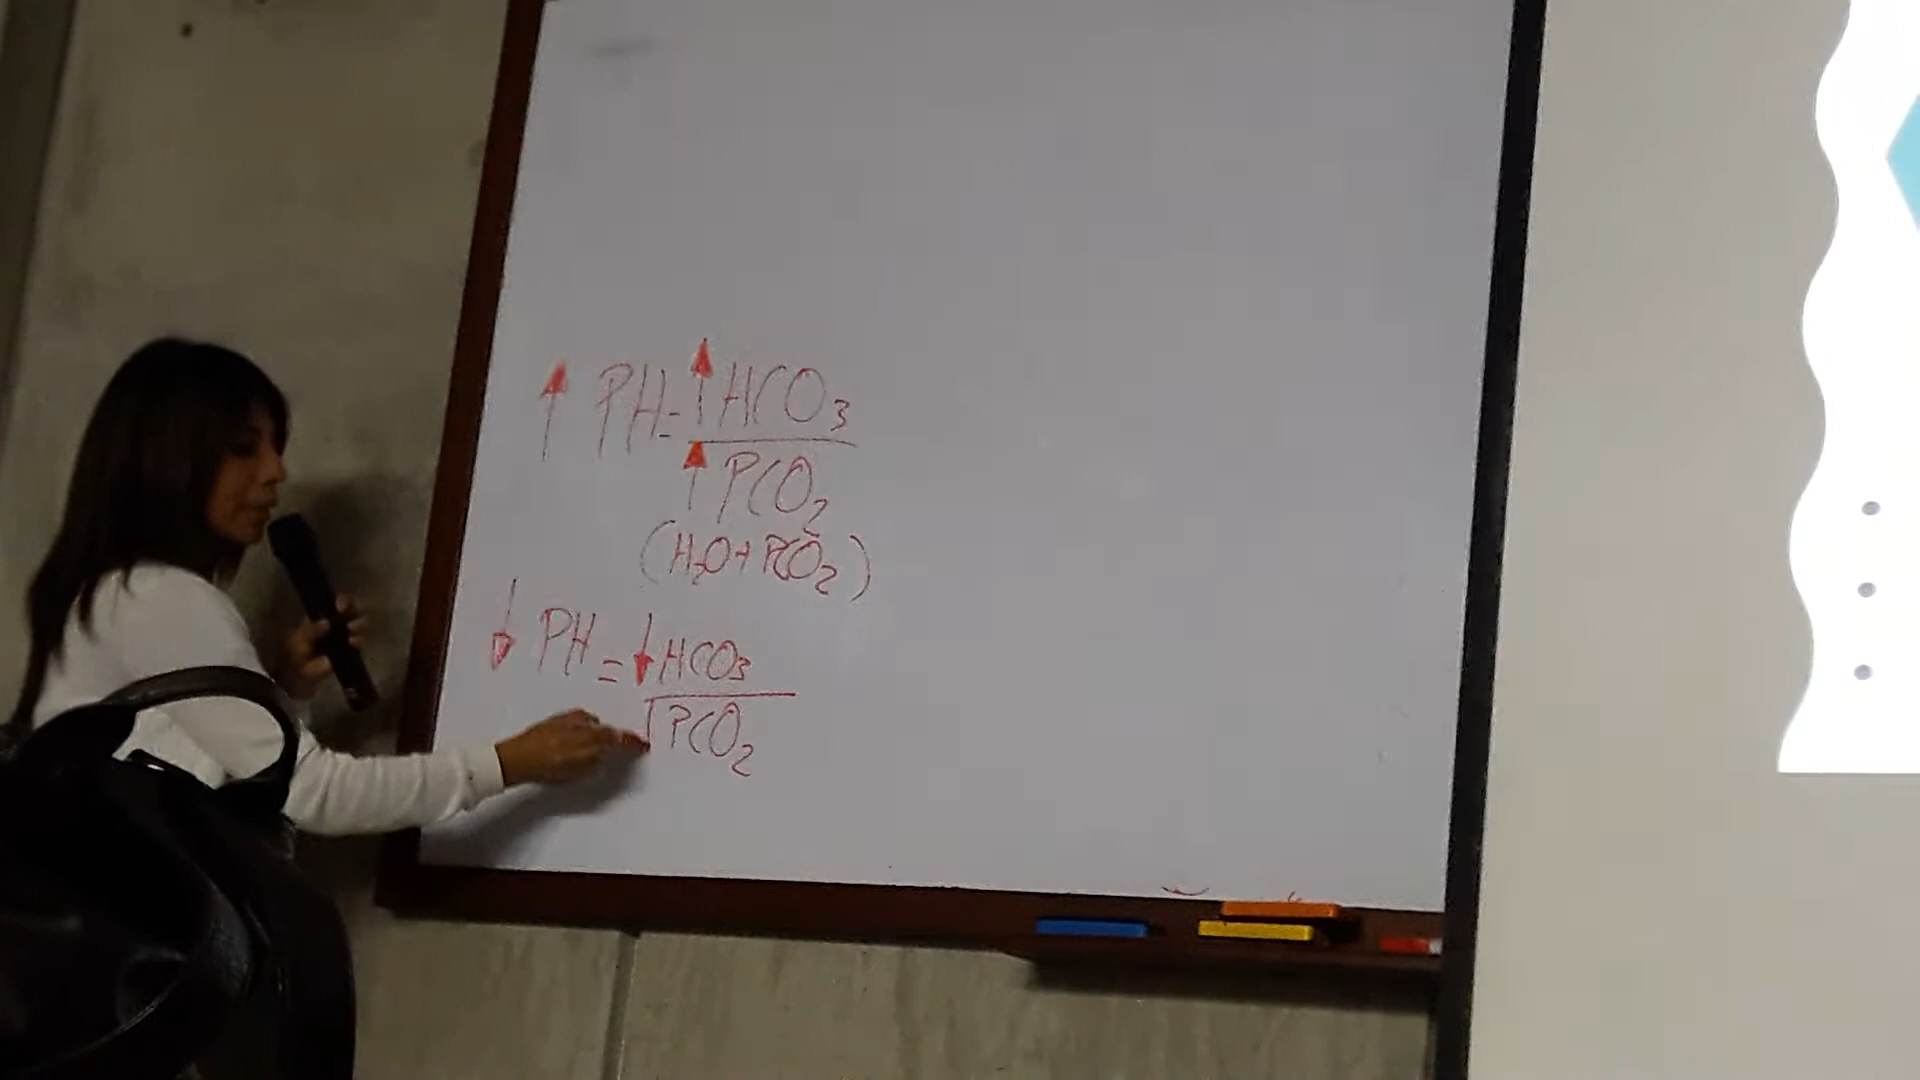 ↑ PH = ↑ HCO3
↑ PCO2
(H2O + PCO2)
↓ PH = ↓ HCO3
↓ PCO2